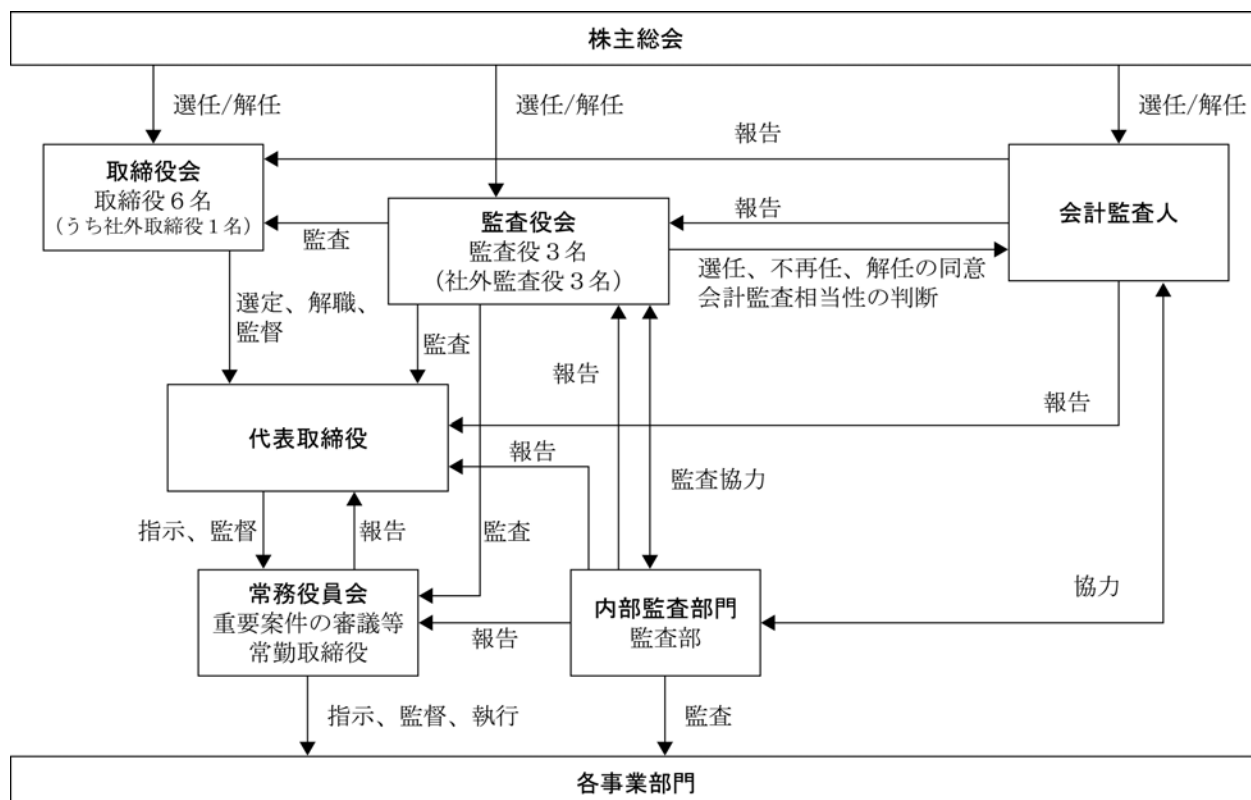 株主総会
選任/解任
選任/解任
選任/解任
報告
取締役会
取締役6名
(うち社外取締役1名)
監査
監査役会
監査役3名
(社外監査役3名)
報告
会計監査人
選任、不再任、解任の同意
会計監査相当性の判断
選定、解職、
監督
監査
報告
報告
代表取締役
報告
監査協力
指示、監督
報告
監査
常務役員会
重要案件の審議等
常勤取締役
報告
内部監査部門
監査部
協力
指示、監督、執行
監査
各事業部門